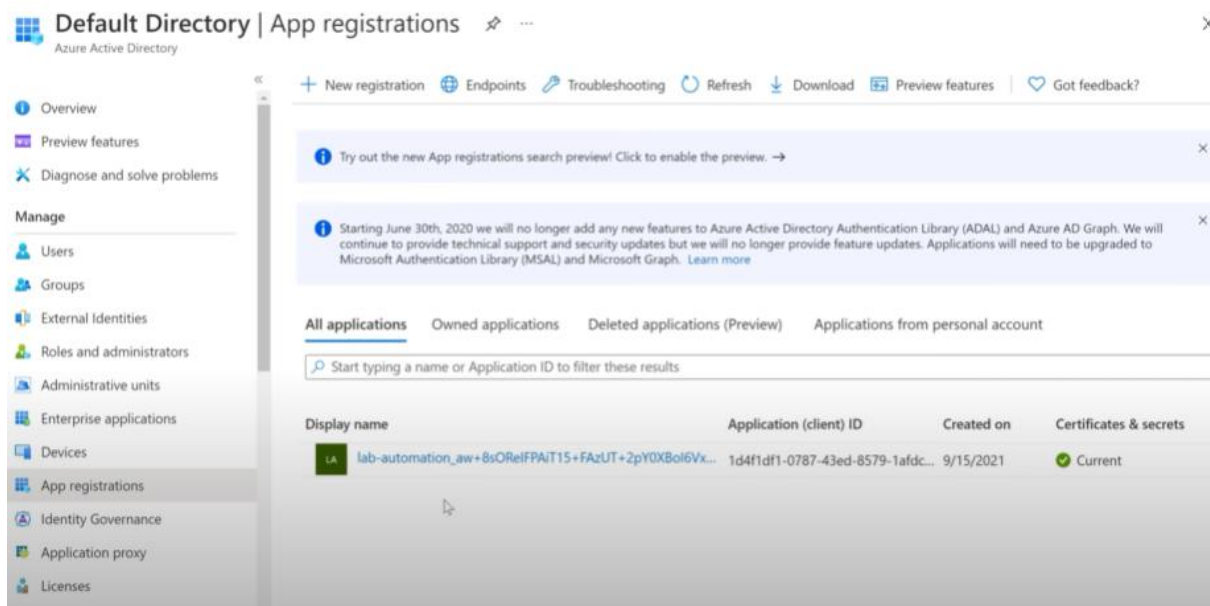 Default Directory | App registrations ...
Azure Active Directory
Overview
Preview features
Diagnose and solve problems
Manage
Users
Groups
External Identities
Roles and administrators
Administrative units
Enterprise applications
Devices
App registrations
Identity Governance
Application proxy
Licenses
New registration Endpoints Troubleshooting Refresh Download Preview features Got feedback?
Try out the new App registrations search preview! Click to enable the preview. →
Starting June 30th, 2020 we will no longer add any new features to Azure Active Directory Authentication Library (ADAL) and Azure AD Graph. We will
continue to provide technical support and security updates but we will no longer provide feature updates. Applications will need to be upgraded to
Microsoft Authentication Library (MSAL) and Microsoft Graph. Learn more
All applications Owned applications Deleted applications (Preview) Applications from personal account
Start typing a name or Application ID to filter these results
Display name Application (client) ID Created on Certificates & secrets
LA 1d4f1df1-0787-43ed-8579-1afdc... 9/15/2021 Current